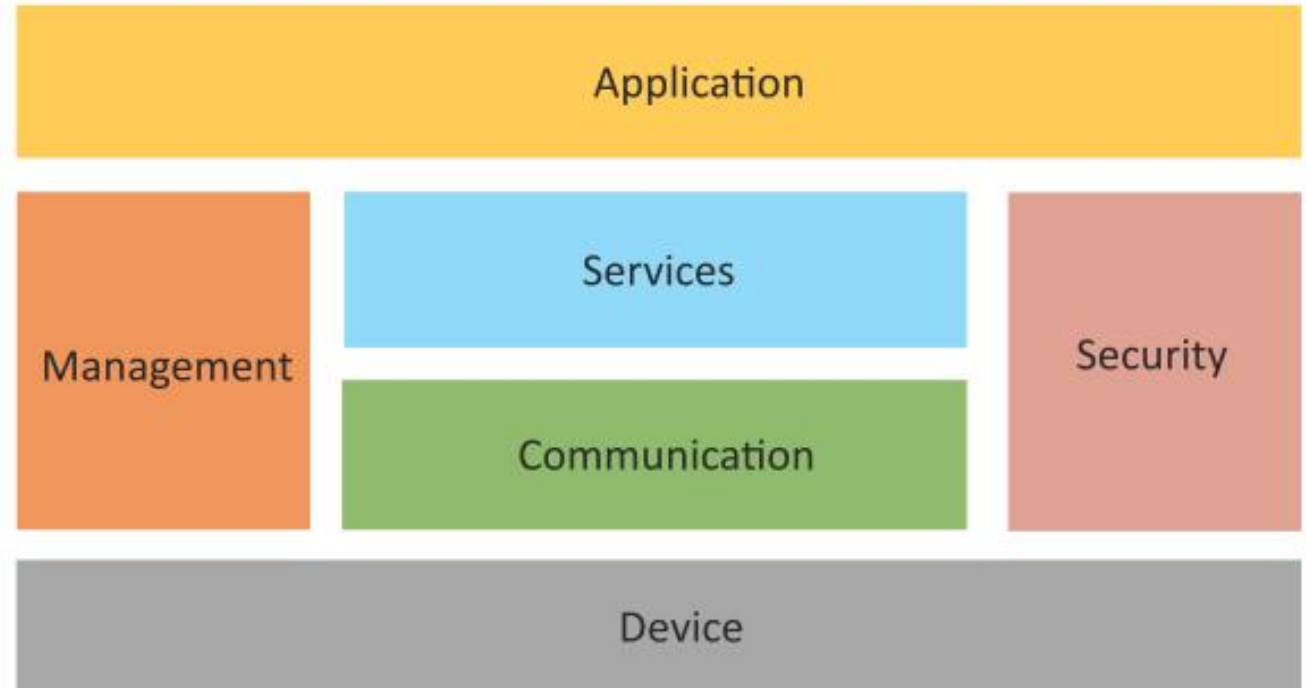 Application
Services
Management
Security
Communication
Device